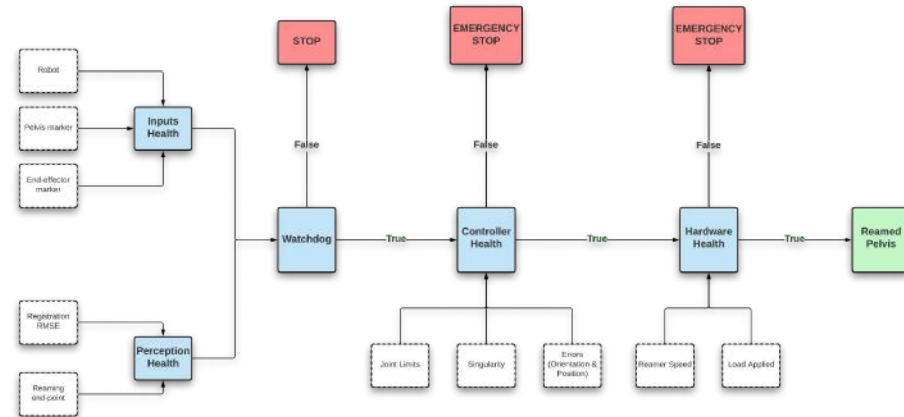 STOP
EMERGENCY
STOP
EMERGENCY
STOP
Robot
Pelvis marker
End-effector
marker
Inputs
Health
False
False
False
Watchdog
True
Controller
Health
True
Hardware
Health
True
Reamed
Pelvis
Registration
RMSE
Reaming
end-point
Perception
Health
Joint Limits
Singularity
Errors
(Orientation &
Position)
Reamer Speed
Load Applied